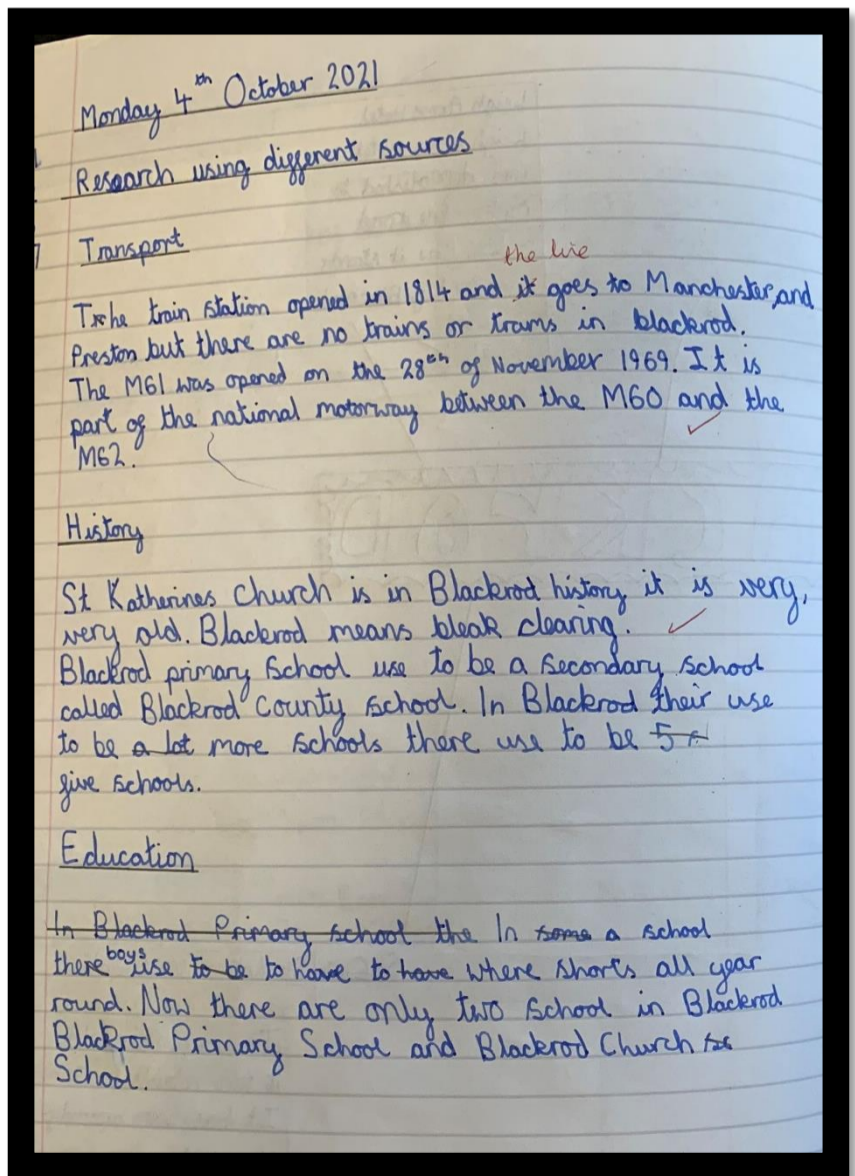 Monday 4th October 2021
Research using different sources
Transport
the line
The train station opened in 1814 and it goes to Manchester, and
Preston but there are no trains or trams in blackrod.
The M61 was opened on the 28th of November 1969. It is
part of the national motorway between the M60 and the
M62.
History
St Katherines Church is in Blackrod history it is very,
very old. Blackrod means bleak clearing.
Blackrod primary school use to be a secondary school
called Blackrod County school. In Blackrod their use
to be a lot more schools there use to be 5
five schools.
Education
In Blackrod Primary school the In some a school
there boys use to be to have to have where shorts all year
round. Now there are only two school in Blackrod
Blackrod Primary School and Blackrod Church
School.